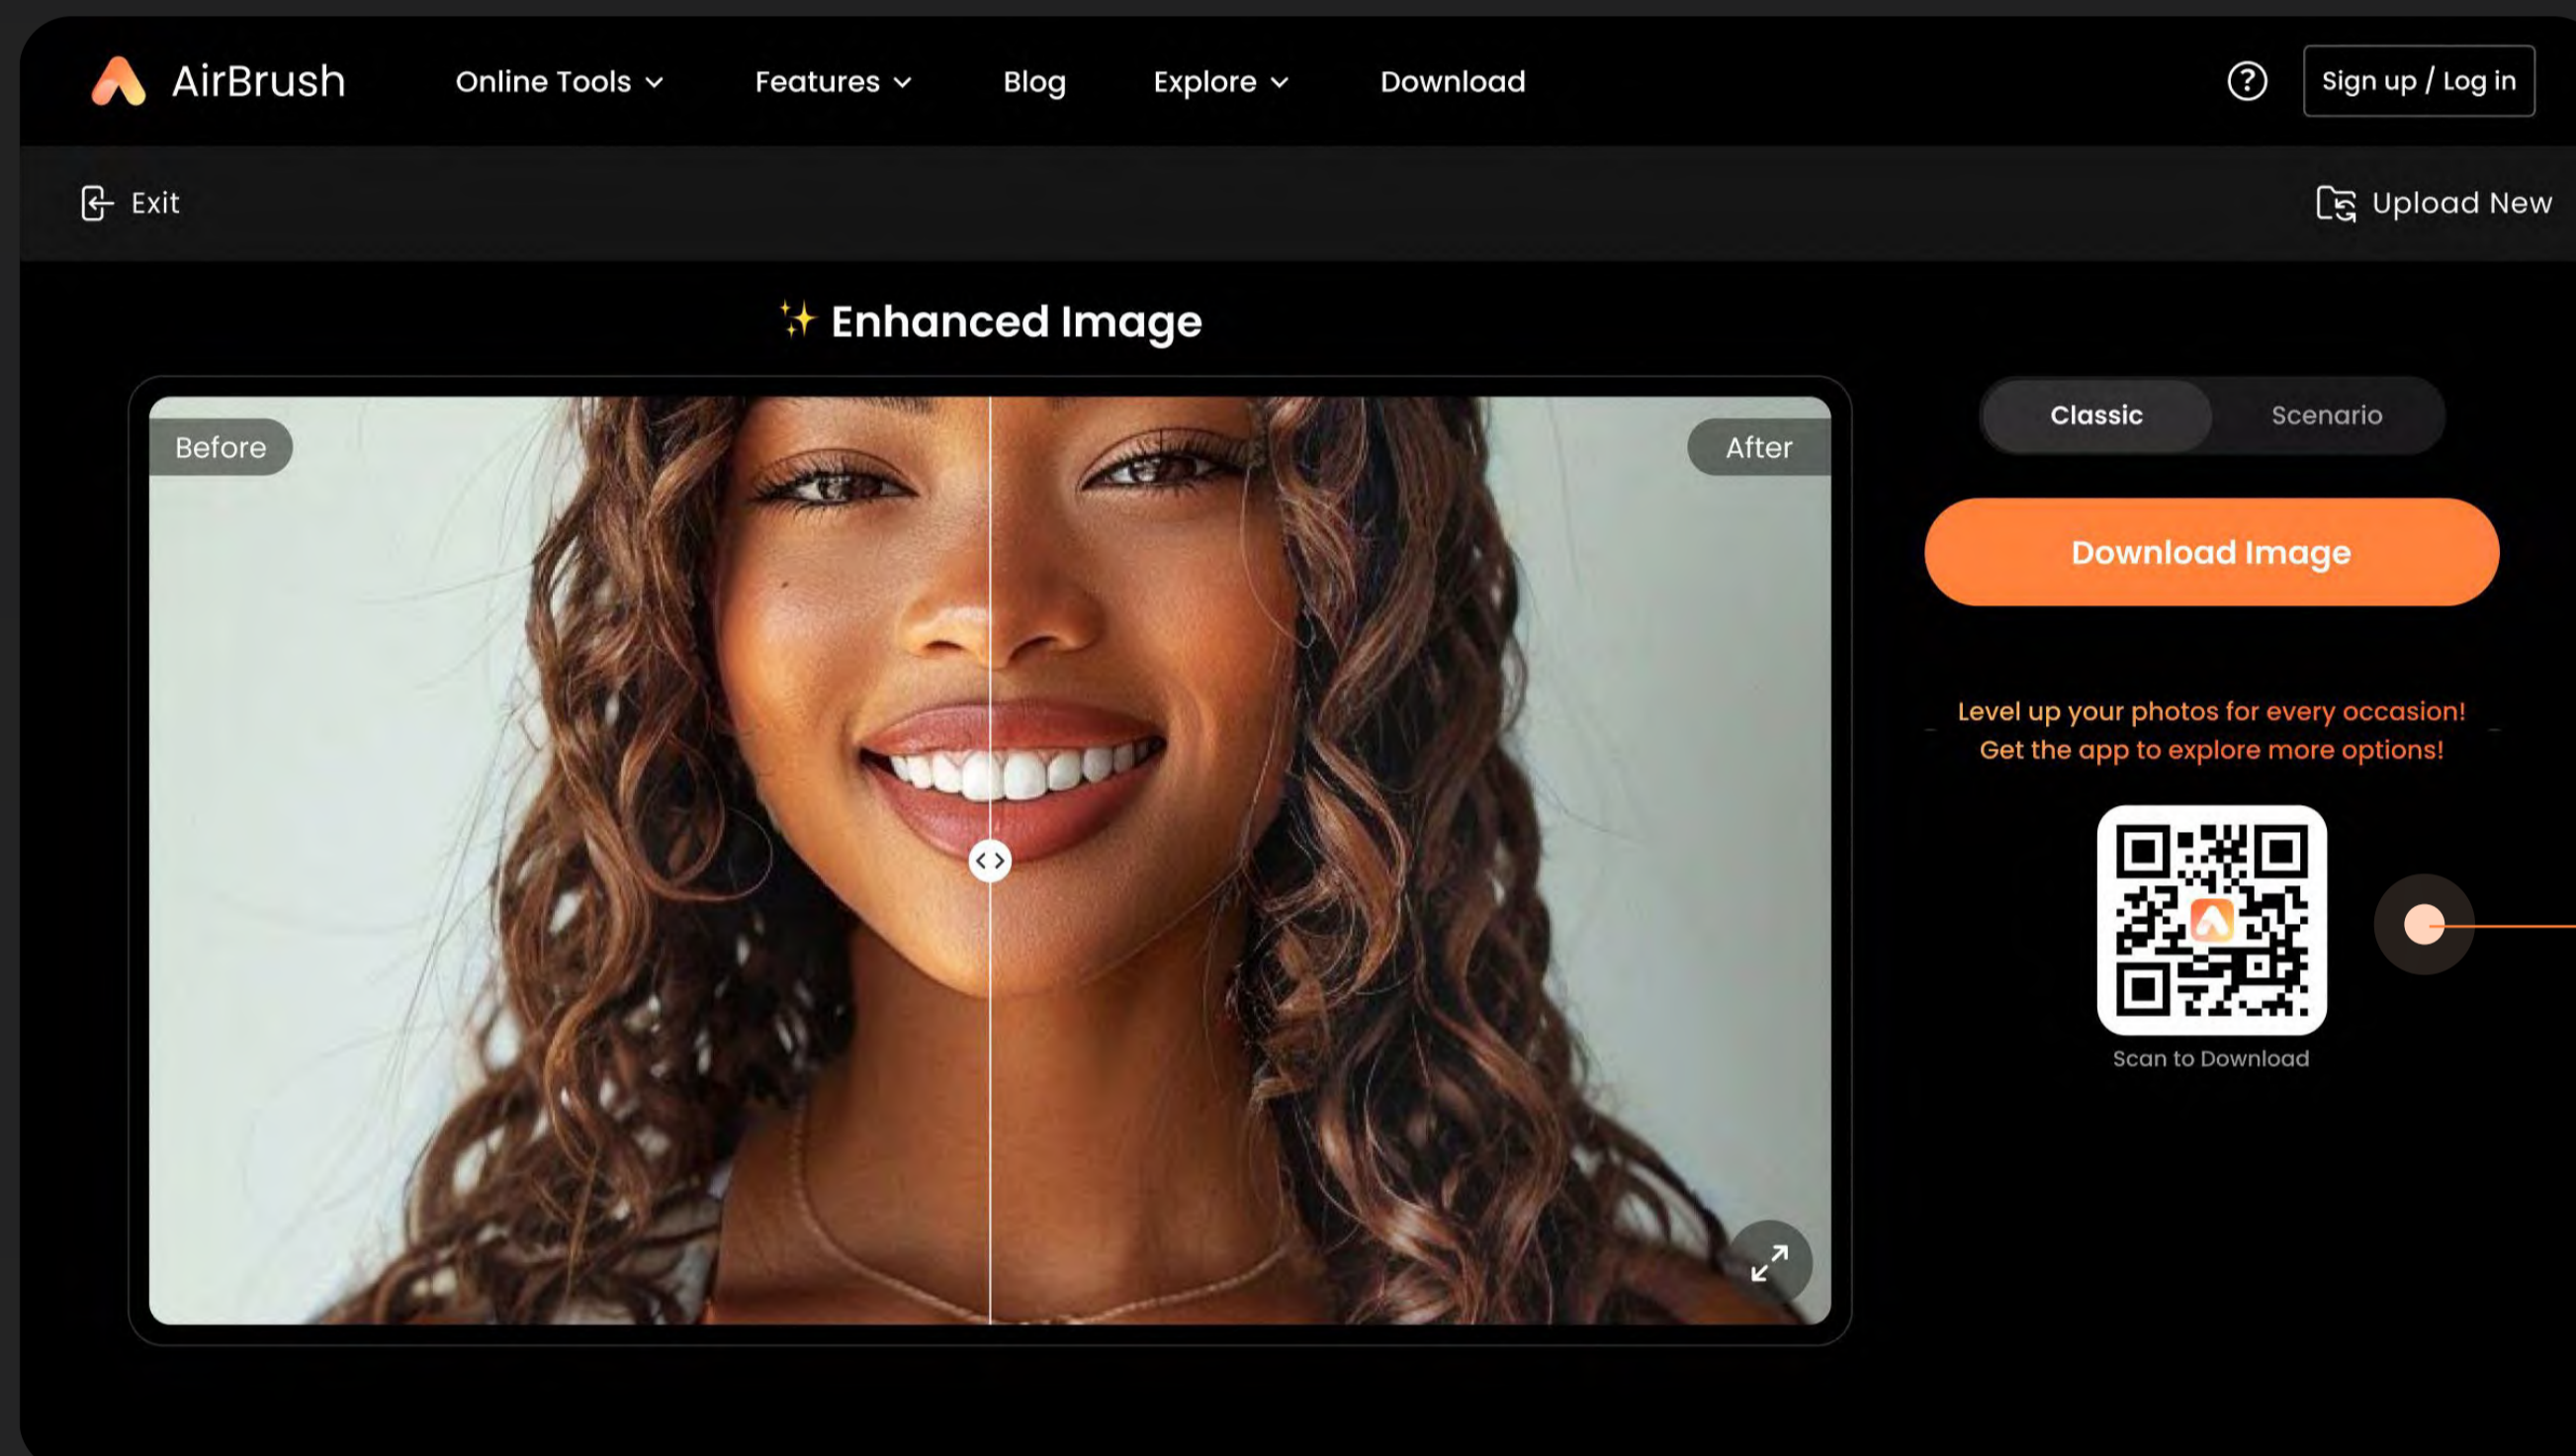 AirBrush
Online Tools
Features
Blog
Explore
Download
Sign up / Log in
Exit
Upload New
✨ Enhanced Image
Before
After
Classic
Scenario
Download Image
Level up your photos for every occasion!
Get the app to explore more options!
Scan to Download